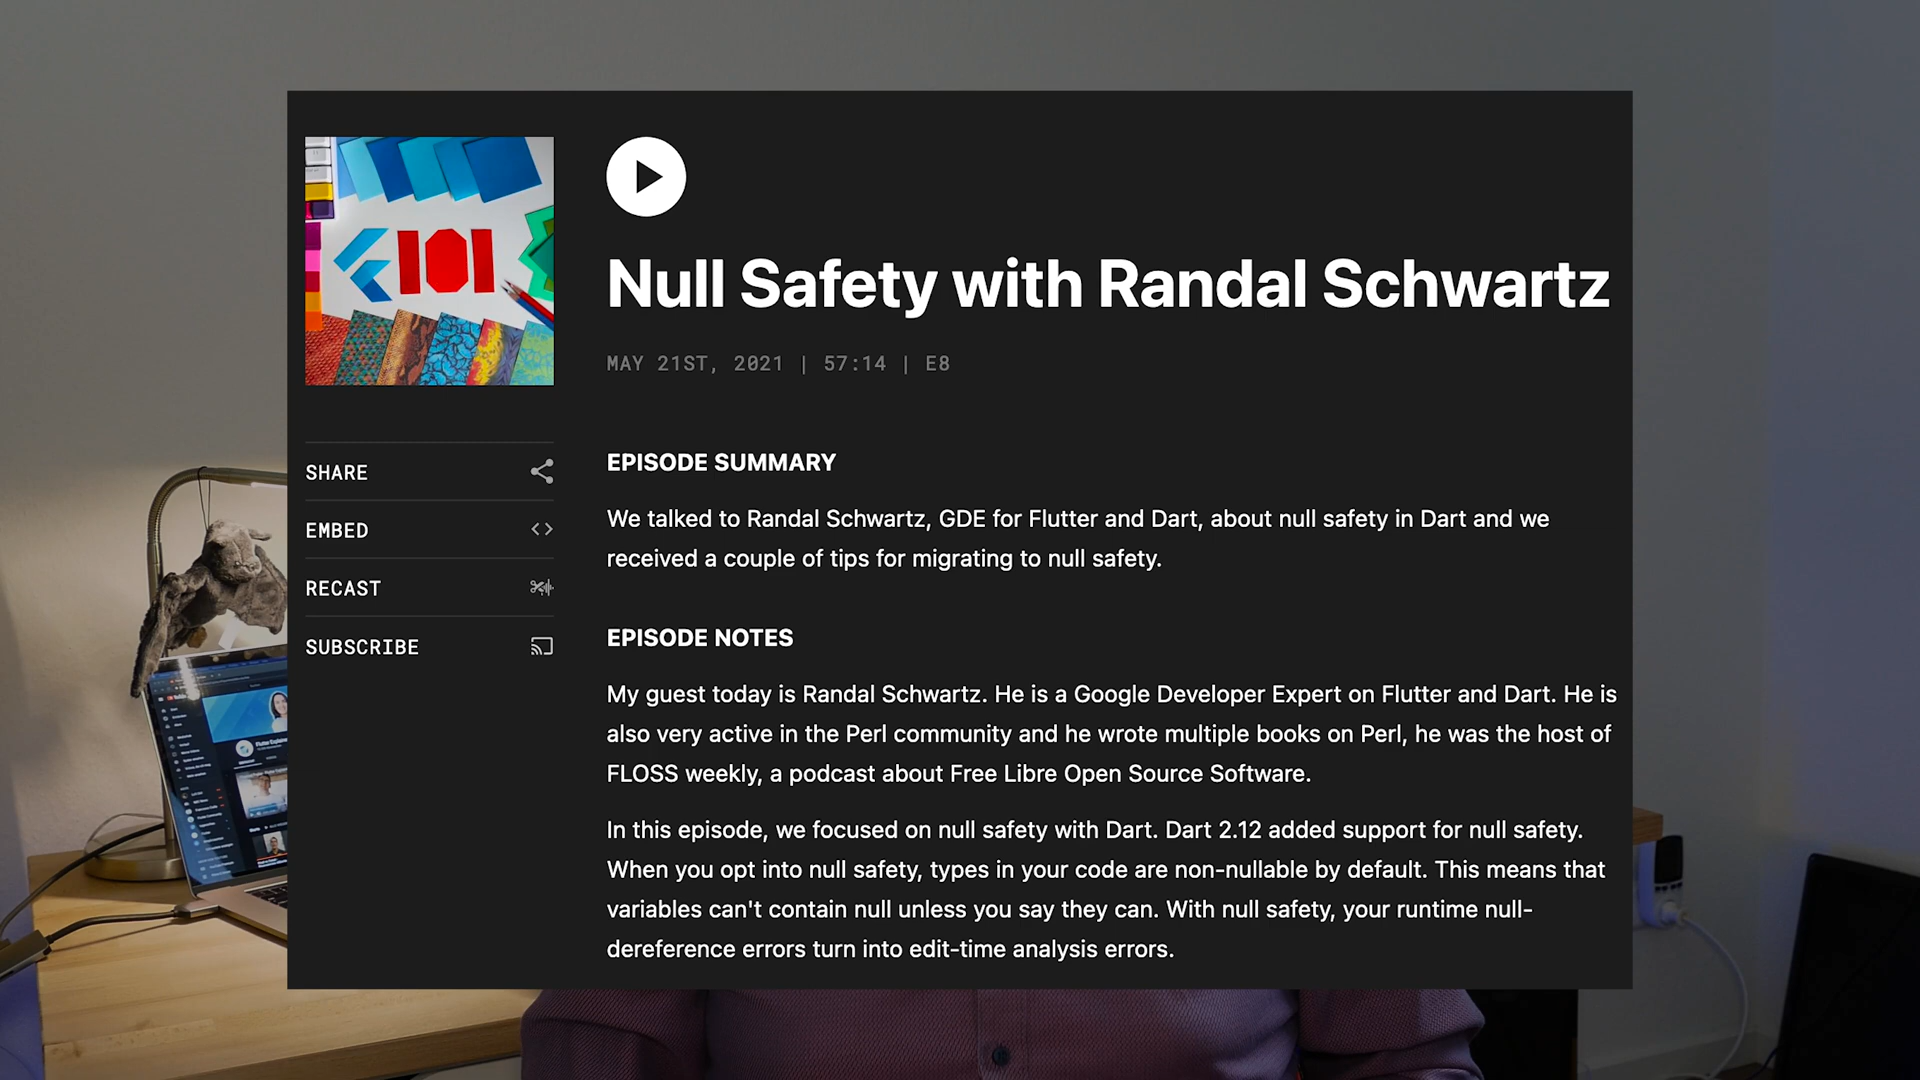 101
Null Safety with Randal Schwartz
MAY 21ST, 2021 | 57:14 | E8
SHARE
EMBED
RECAST
SUBSCRIBE
EPISODE SUMMARY
We talked to Randal Schwartz, GDE for Flutter and Dart, about null safety in Dart and we
received a couple of tips for migrating to null safety.
EPISODE NOTES
My guest today is Randal Schwartz. He is a Google Developer Expert on Flutter and Dart. He is
also very active in the Perl community and he wrote multiple books on Perl, he was the host of
FLOSS weekly, a podcast about Free Libre Open Source Software.
In this episode, we focused on null safety with Dart. Dart 2.12 added support for null safety.
When you opt into null safety, types in your code are non-nullable by default. This means that
variables can't contain null unless you say they can. With null safety, your runtime null-
dereference errors turn into edit-time analysis errors.